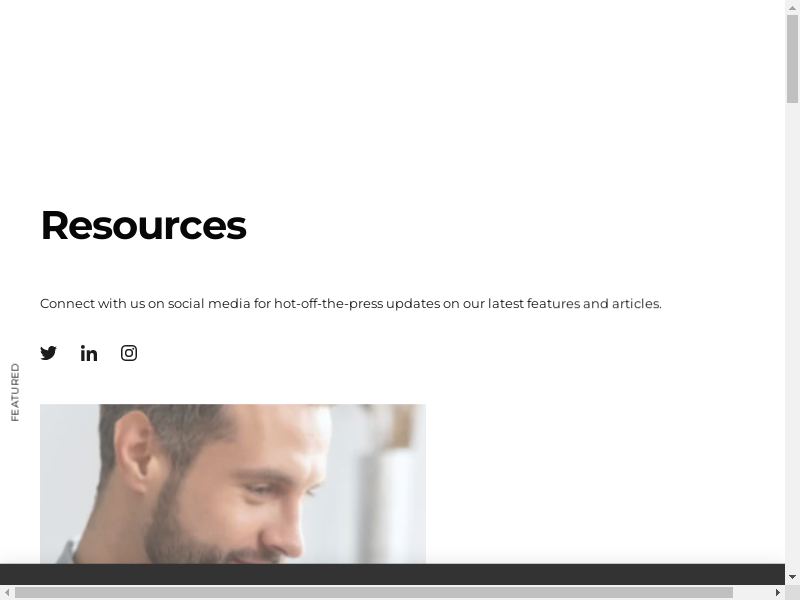 Resources
Connect with us on social media for hot-off-the-press updates on our latest features and articles.
FEATURED